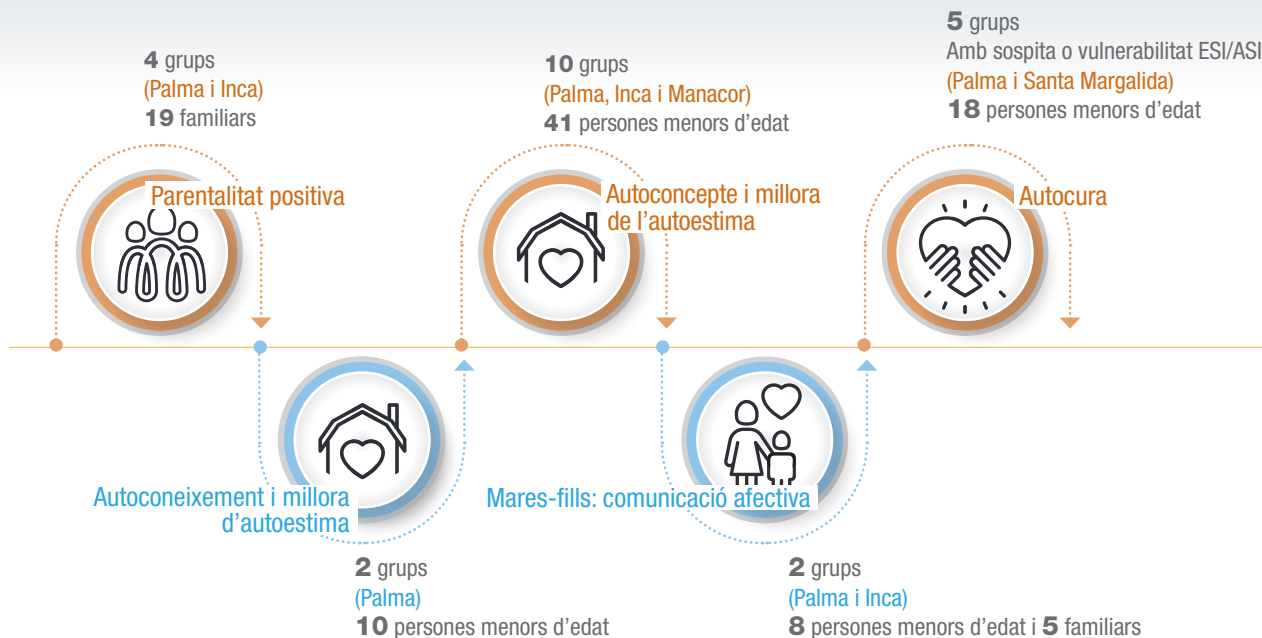 4 grups
(Palma i Inca)
19 familiars
Parentalitat positiva
Autoconeixement i millora
d'autoestima
2 grups
(Palma)
10 persones menors d'edat
10 grups
(Palma, Inca i Manacor)
41 persones menors d'edat
Autoconcepte i millora
de l'autoestima
Mares-fills: comunicació afectiva
2 grups
(Palma i Inca)
8 persones menors d'edat i 5 familiars
5 grups
Amb sospita o vulnerabilitat ESI/ASI
(Palma i Santa Margalida)
18 persones menors d'edat
Autocura